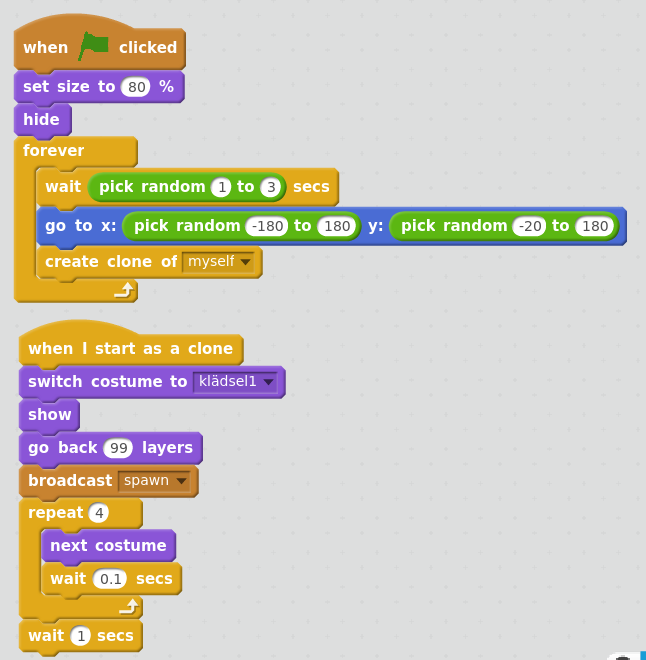 when clicked
set size to 80 %
hide
forever
wait pick random 1 to 3 secs
go to x: pick random -180 to 180 y: pick random -20 to 180
create clone of myself
when I start as a clone
switch costume to klädsel1
show
go back 99 layers
broadcast spawn
repeat 4
next costume
wait 0.1 secs
wait 1 secs